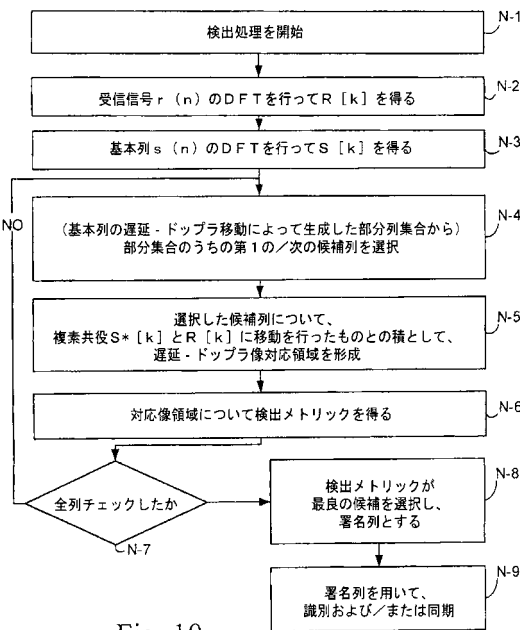 検出処理を開始
N-1
受信信号r(n)のDFTを行ってR[k]を得る
N-2
基本列s(n)のDFTを行ってS[k]を得る
N-3
NO
(基本列の遅延-ドップラ移動によって生成した部分列集合から)
部分集合のうちの第1の/次の候補列を選択
N-4
選択した候補列について、
複素共役S*[k]とR[k]に移動を行ったものとの積として、
遅延-ドップラ像対応領域を形成
N-5
対応像領域について検出メトリックを得る
N-6
全列チェックしたか
N-7
検出メトリックが
最良の候補を選択し、
署名列とする
N-8
署名列を用いて、
識別および/または同期
N-9
Fig. 10